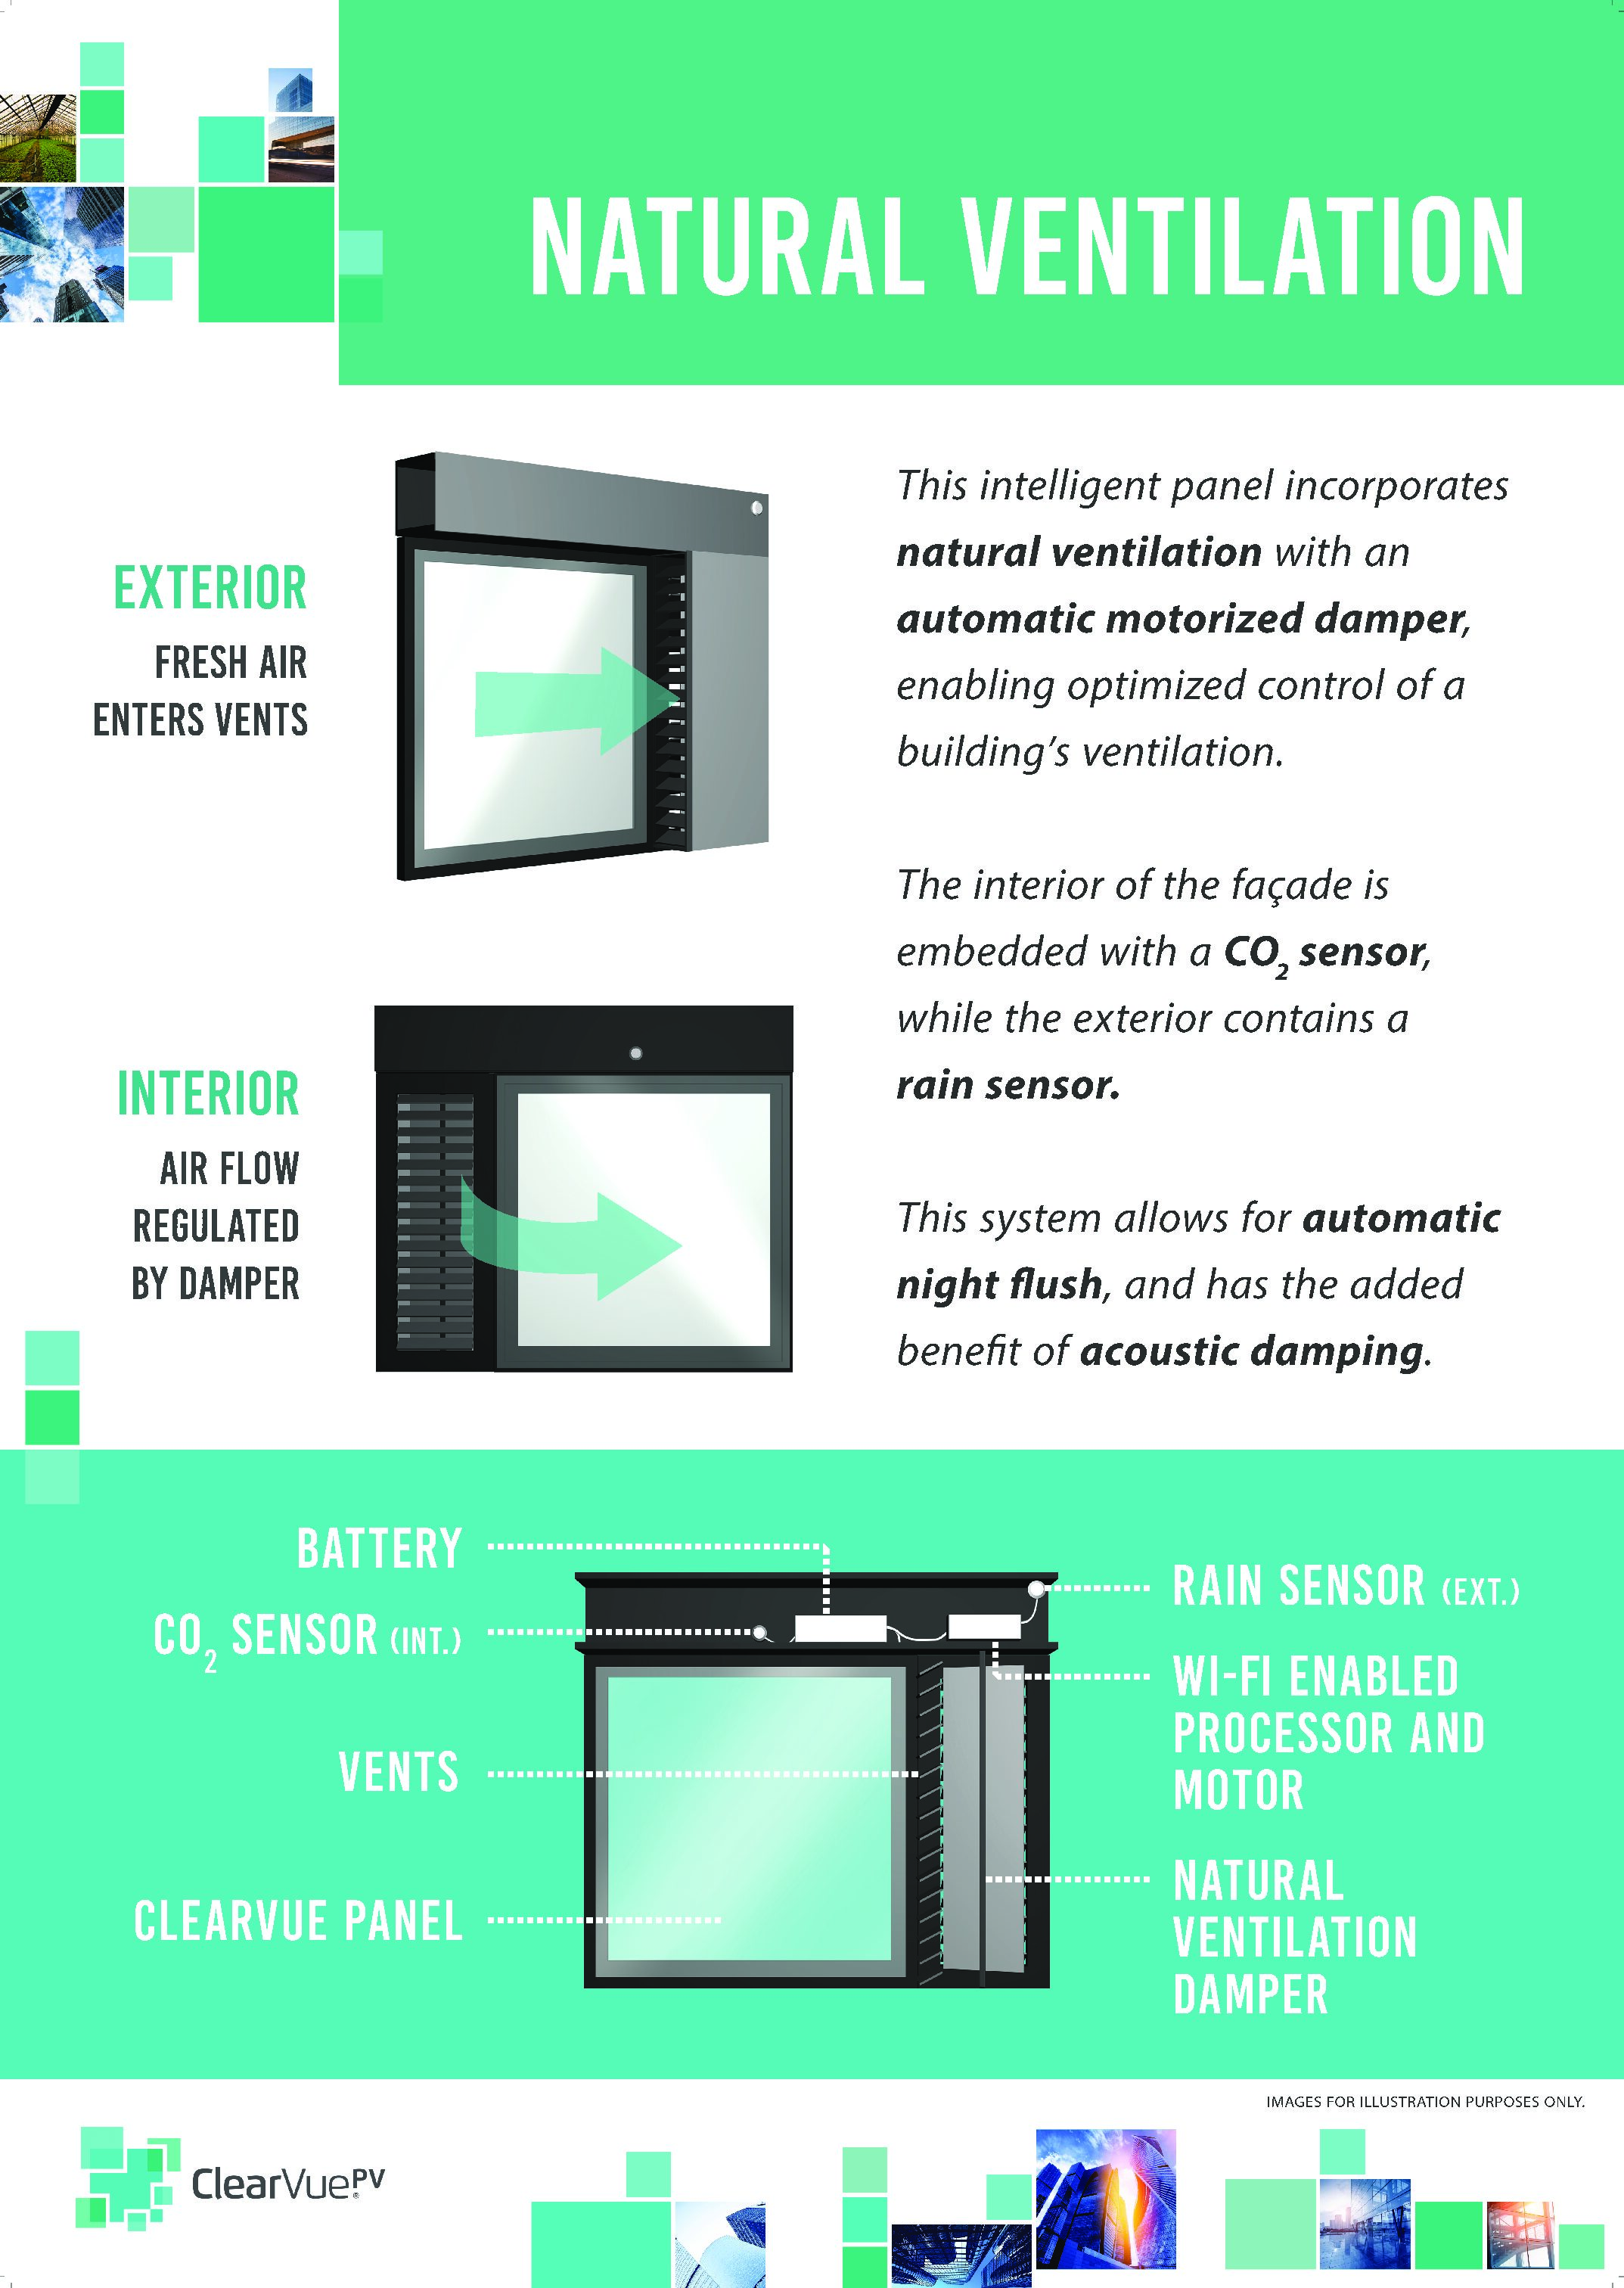 NATURAL VENTILATION
EXTERIOR
FRESH AIR
ENTERS VENTS
This intelligent panel incorporates
natural ventilation with an
automatic motorized damper,
enabling optimized control of a
building's ventilation.
The interior of the façade is
embedded with a CO₂ sensor,
while the exterior contains a
rain sensor.
This system allows for automatic
night flush, and has the added
benefit of acoustic damping.
INTERIOR
AIR FLOW
REGULATED
BY DAMPER
BATTERY
CO₂ SENSOR (INT.)
VENTS
CLEARVUE PANEL
RAIN SENSOR (EXT.)
WI-FI ENABLED
PROCESSOR AND
MOTOR
NATURAL
VENTILATION
DAMPER
IMAGES FOR ILLUSTRATION PURPOSES ONLY.
ClearVuePV®